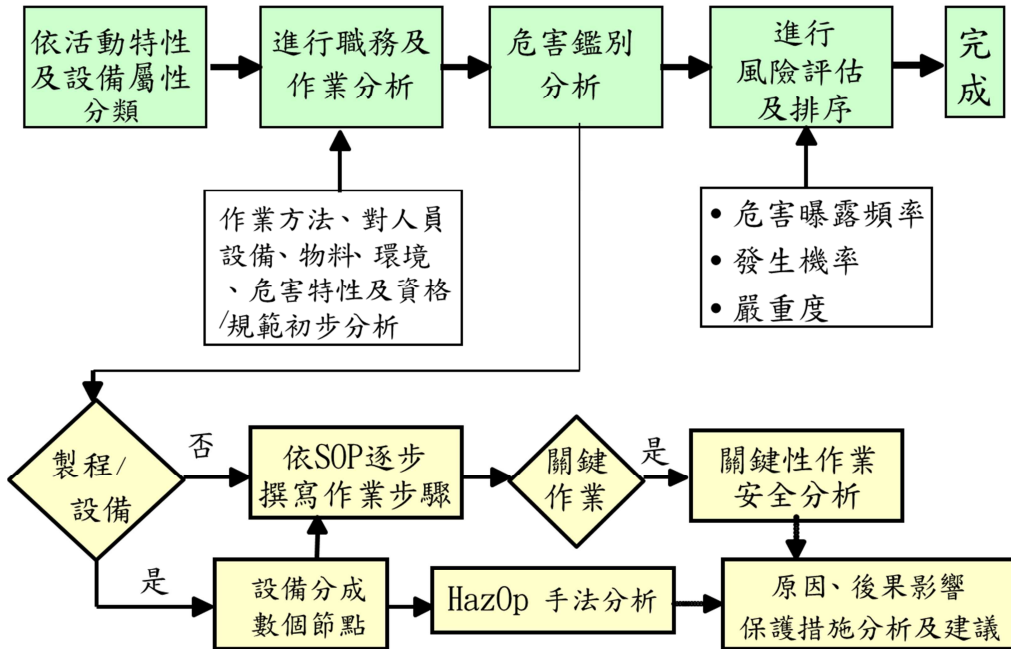 依活動特性
及設備屬性
分類
進行職務及
作業分析
危害鑑別
分析
進行
風險評估
及排序
完
成
作業方法、對人員
設備、物料、環境
、危害特性及資格
/規範初步分析
• 危害曝露頻率
• 發生機率
• 嚴重度
製程/
設備
否
依SOP逐步
撰寫作業步驟
關鍵
作業
是
關鍵性作業
安全分析
是
設備分成
數個節點
HazOp 手法分析
原因、後果影響
保護措施分析及建議